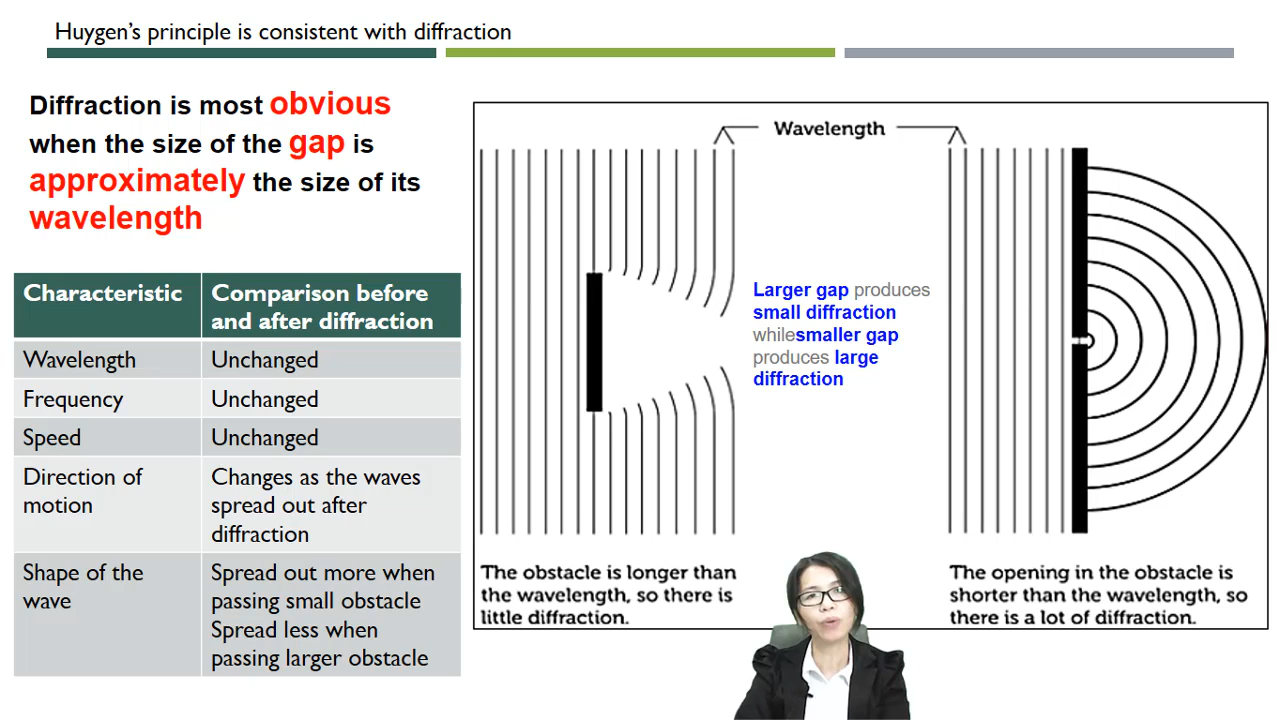 Huygen's principle is consistent with diffraction
Diffraction is most obvious
when the size of the gap is
approximately the size of its
wavelength
Characteristic
Comparison before
and after diffraction
Wavelength
Unchanged
Frequency
Unchanged
Speed
Unchanged
Direction of
motion
Changes as the waves
spread out after
diffraction
Shape of the
wave
Spread out more when
passing small obstacle
Spread less when
passing larger obstacle
Wavelength
Larger gap produces
small diffraction
whilesmaller gap
produces large
diffraction
The obstacle is longer than
the wavelength, so there is
little diffraction.
The opening in the obstacle is
shorter than the wavelength, so
there is a lot of diffraction.